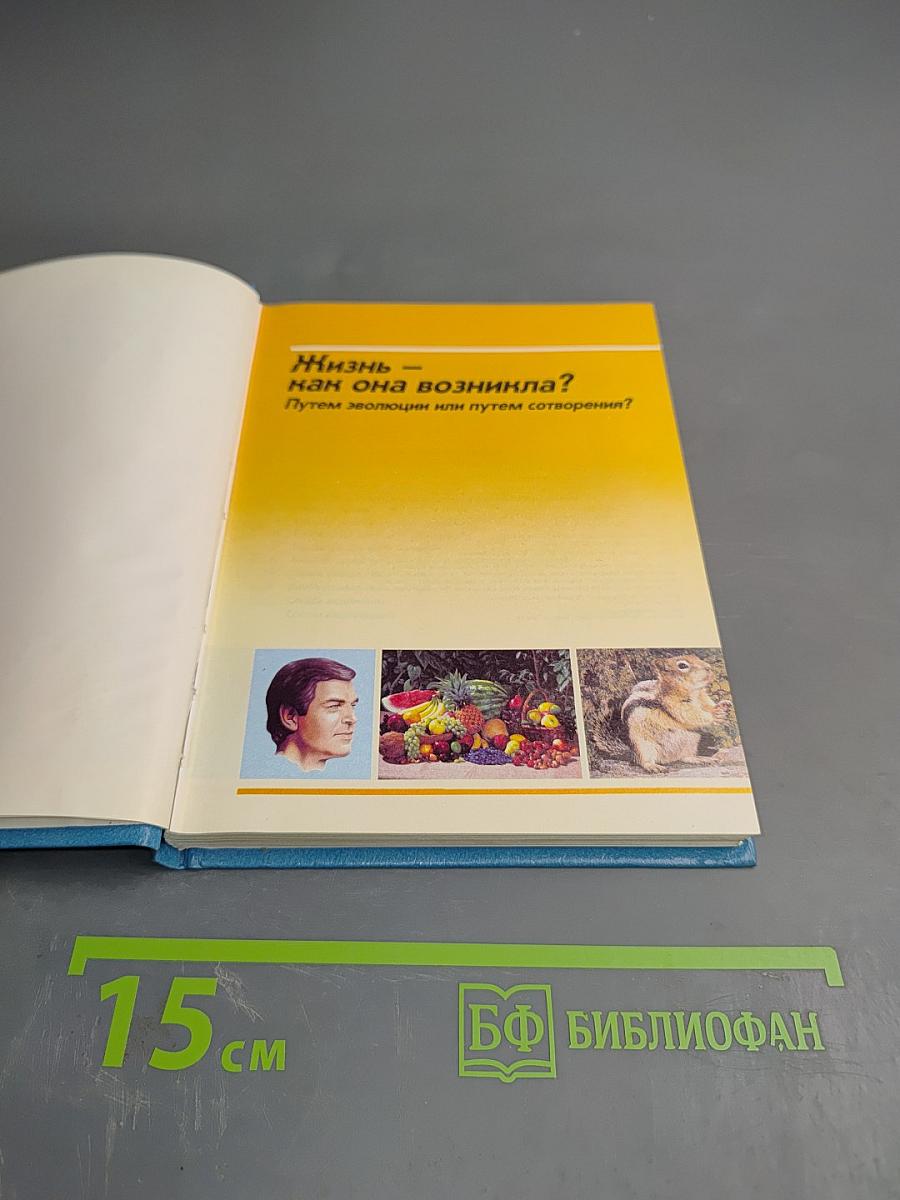 Жизнь –
как она возникла?
Путем эволюции или путем сотворения?
15 см
БФ БИБЛИОФАН